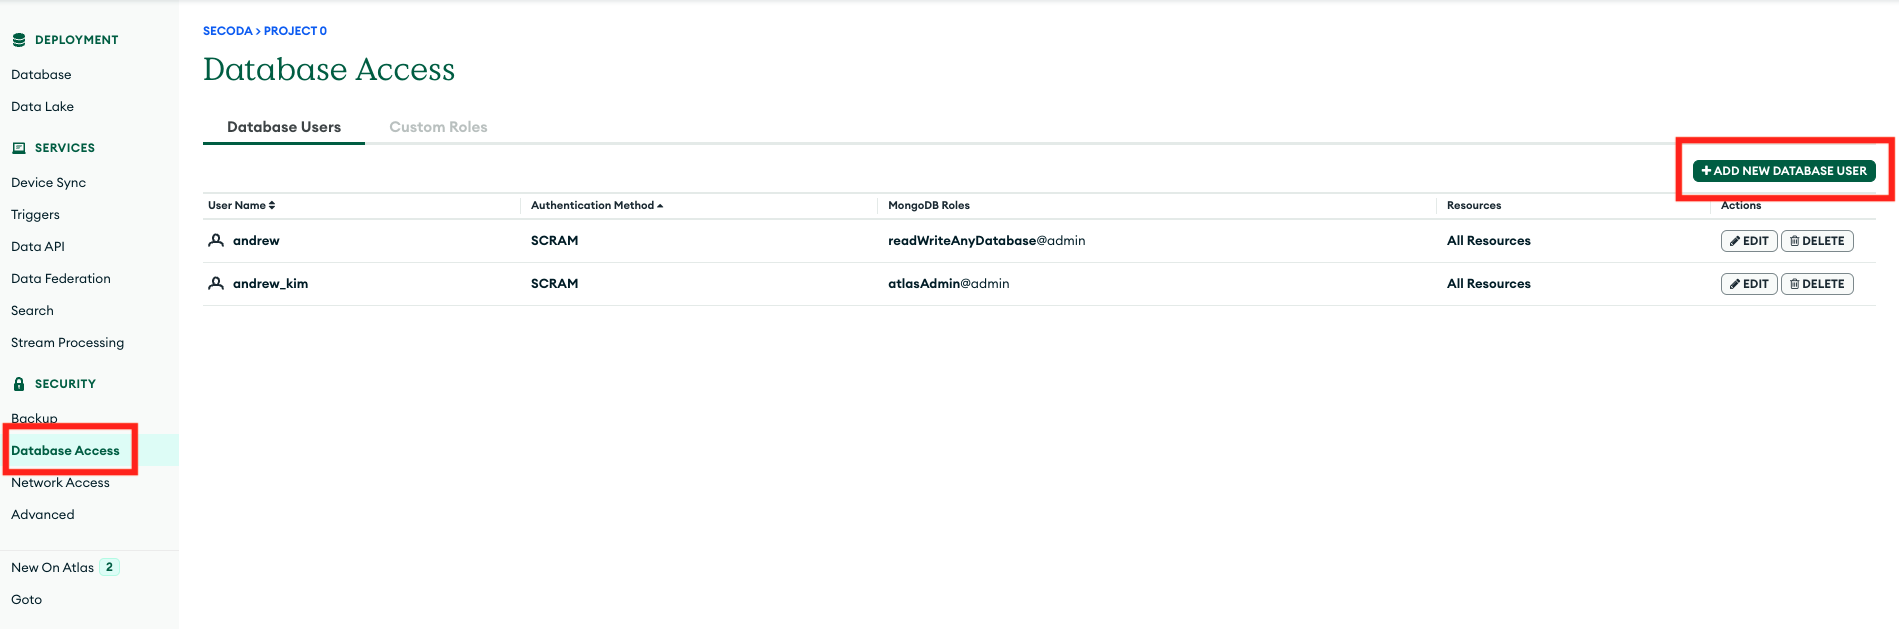 DEPLOYMENT
Database
Data Lake
SERVICES
Device Sync
Triggers
Data API
Data Federation
Search
Stream Processing
SECURITY
Backup
Database Access
Network Access
Advanced
New On Atlas 2
Goto
SECODA > PROJECT 0
Database Access
Database Users Custom Roles
+ ADD NEW DATABASE USER
User Name Authentication Method MongoDB Roles Resources Actions
andrew SCRAM readWriteAnyDatabase@admin All Resources EDIT DELETE
andrew_kim SCRAM atlasAdmin@admin All Resources EDIT DELETE